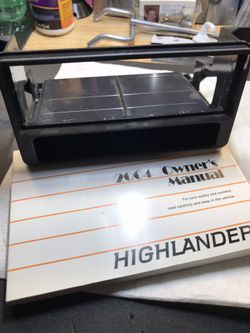 2004 Owner's
Manual
For your safety and comfort,
read carefully and keep in the vehicle.
HIGHLANDER